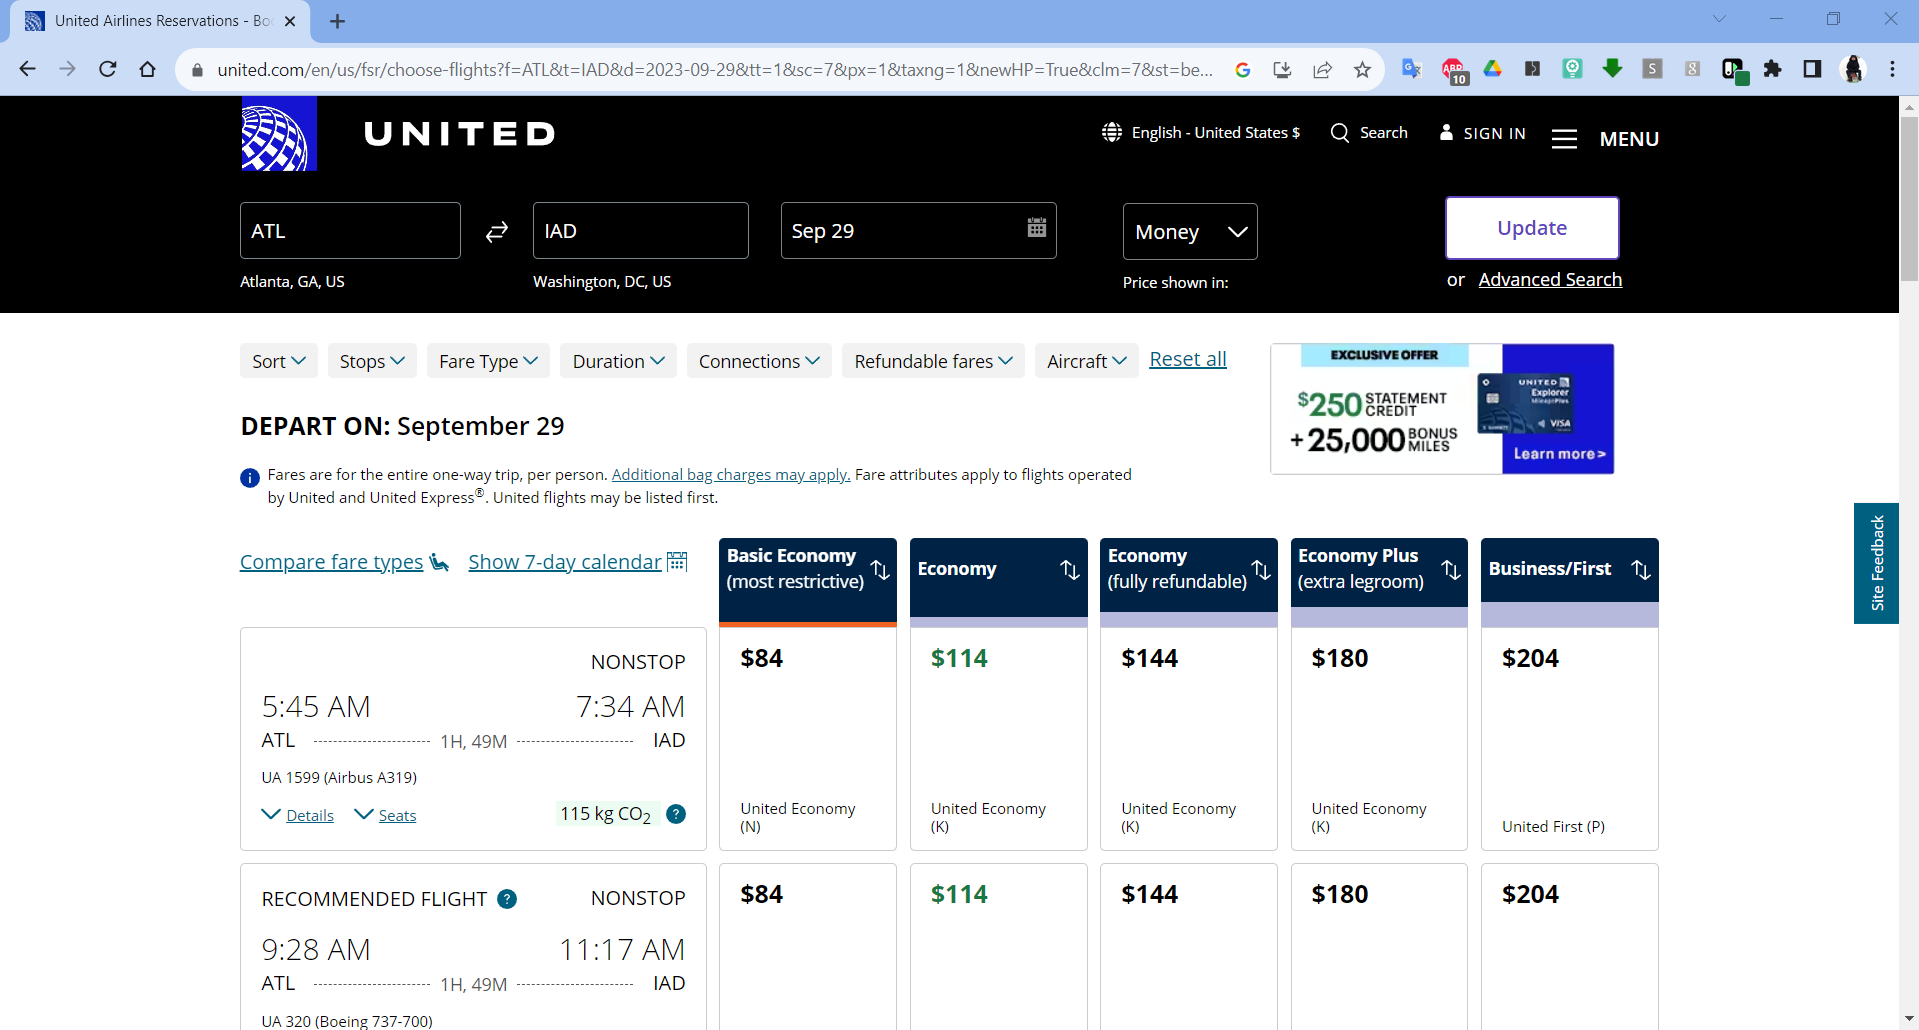 United Airlines Reservations - Boo
united.com/en/us/fsr/choose-flights?f=ATL&t=IAD&d=2023-09-29&tt=1&sc=7&px=1&taxng=1&newHP=True&clm=7&st=be...
10
UNITED
English - United States $
Search
SIGN IN
MENU
ATL
IAD
Sep 29
Money
Update
Atlanta, GA, US
Washington, DC, US
Price shown in:
or Advanced Search
Sort
Stops
Fare Type
Duration
Connections
Refundable fares
Aircraft
Reset all
EXCLUSIVE OFFER
$250 STATEMENT CREDIT
+25,000 BONUS MILES
UNITED
Explorer
MileagePlus
VISA
Learn more>
DEPART ON: September 29
Fares are for the entire one-way trip, per person. Additional bag charges may apply. Fare attributes apply to flights operated
by United and United Express®. United flights may be listed first.
Site Feedback
Compare fare types
Show 7-day calendar
Basic Economy
(most restrictive)
Economy
Economy
(fully refundable)
Economy Plus
(extra legroom)
Business/First
NONSTOP
5:45 AM 7:34 AM
ATL 1H, 49M IAD
UA 1599 (Airbus A319)
Details Seats 115 kg CO2 ?
$84
United Economy
(N)
$114
United Economy
(K)
$144
United Economy
(K)
$180
United Economy
(K)
$204
United First (P)
RECOMMENDED FLIGHT ? NONSTOP
9:28 AM 11:17 AM
ATL 1H, 49M IAD
UA 320 (Boeing 737-700)
$84
$114
$144
$180
$204